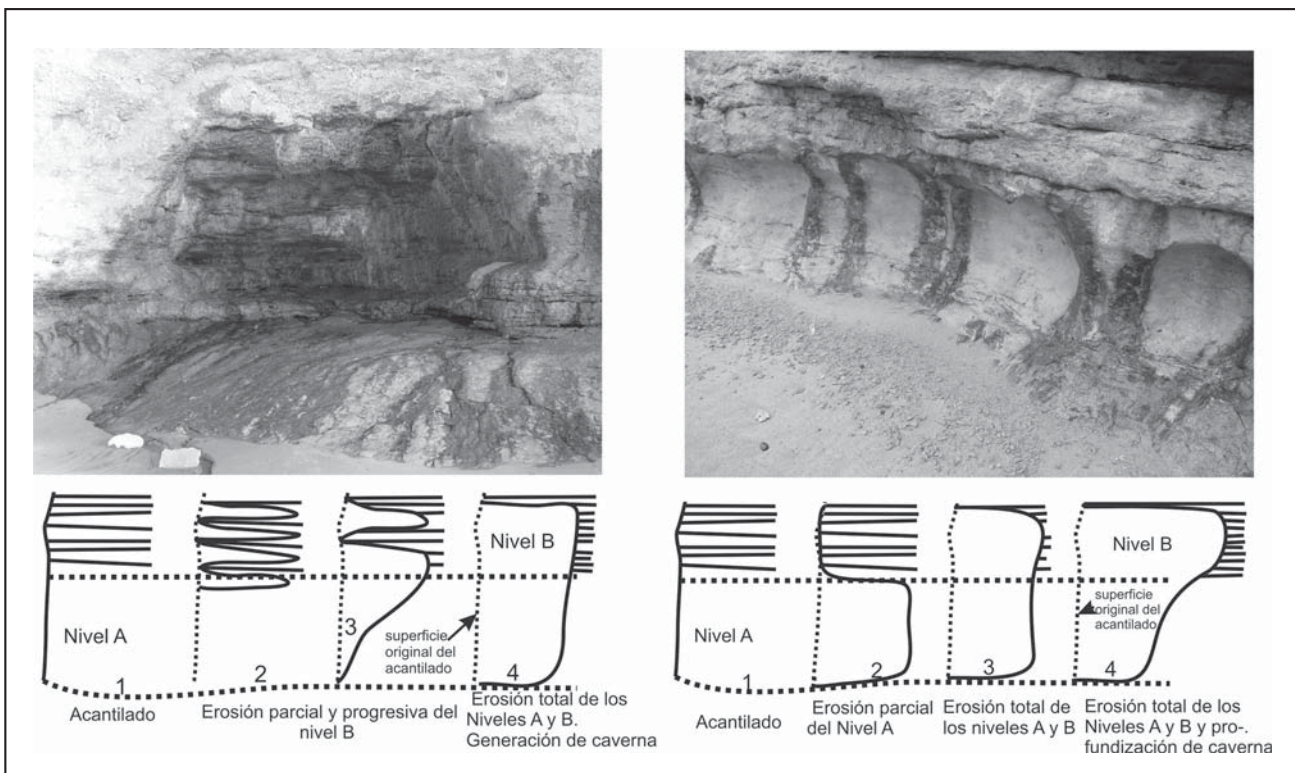 Nivel B
Nivel A
3
superficie
original del
acantilado
1
2
4
Acantilado
Erosión parcial y progresiva del
nivel B
Erosión total de los
Niveles A y B.
Generación de caverna
Nivel B
Nivel A
superficie
original del
acantilado
1
2
3
4
Acantilado
Erosión parcial
del Nivel A
Erosión total de
los niveles A y B
Erosión total de los
Niveles A y B y pro-.
fundización de caverna